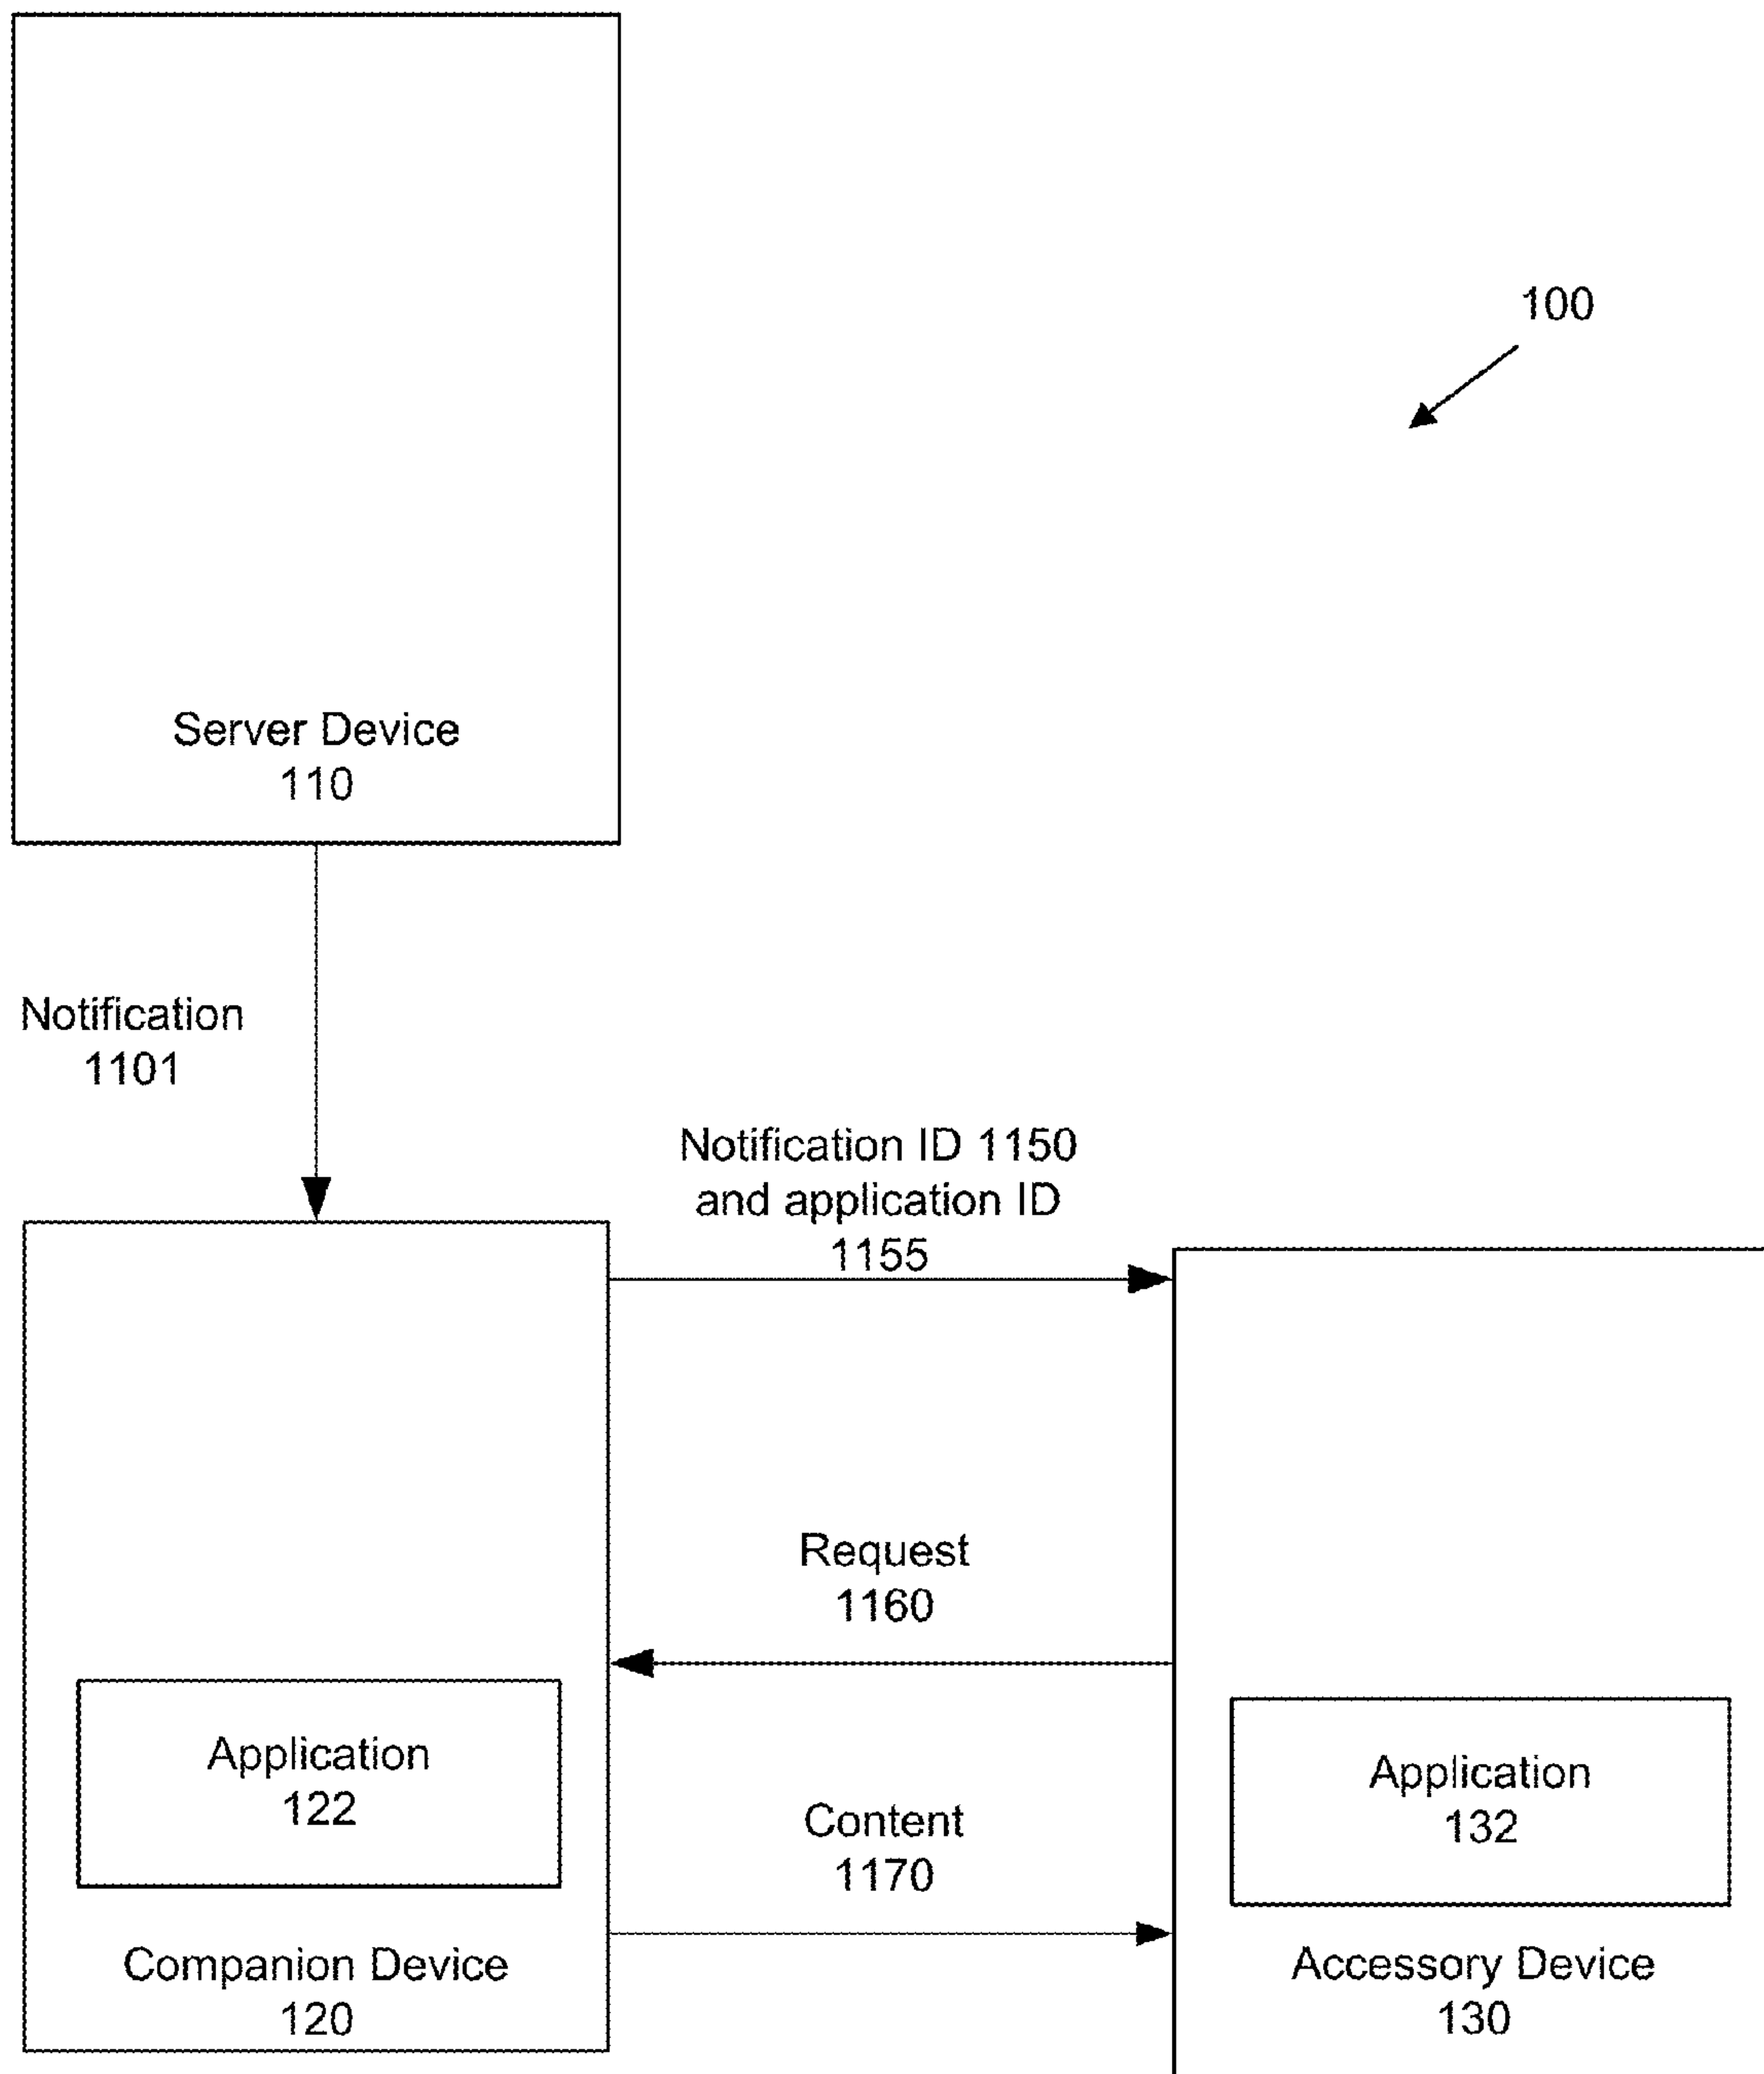 100
Server Device
110
Notification
1101
Notification ID 1150
and application ID
1155
Request
1160
Application
122
Content
1170
Application
132
Companion Device
120
Accessory Device
130